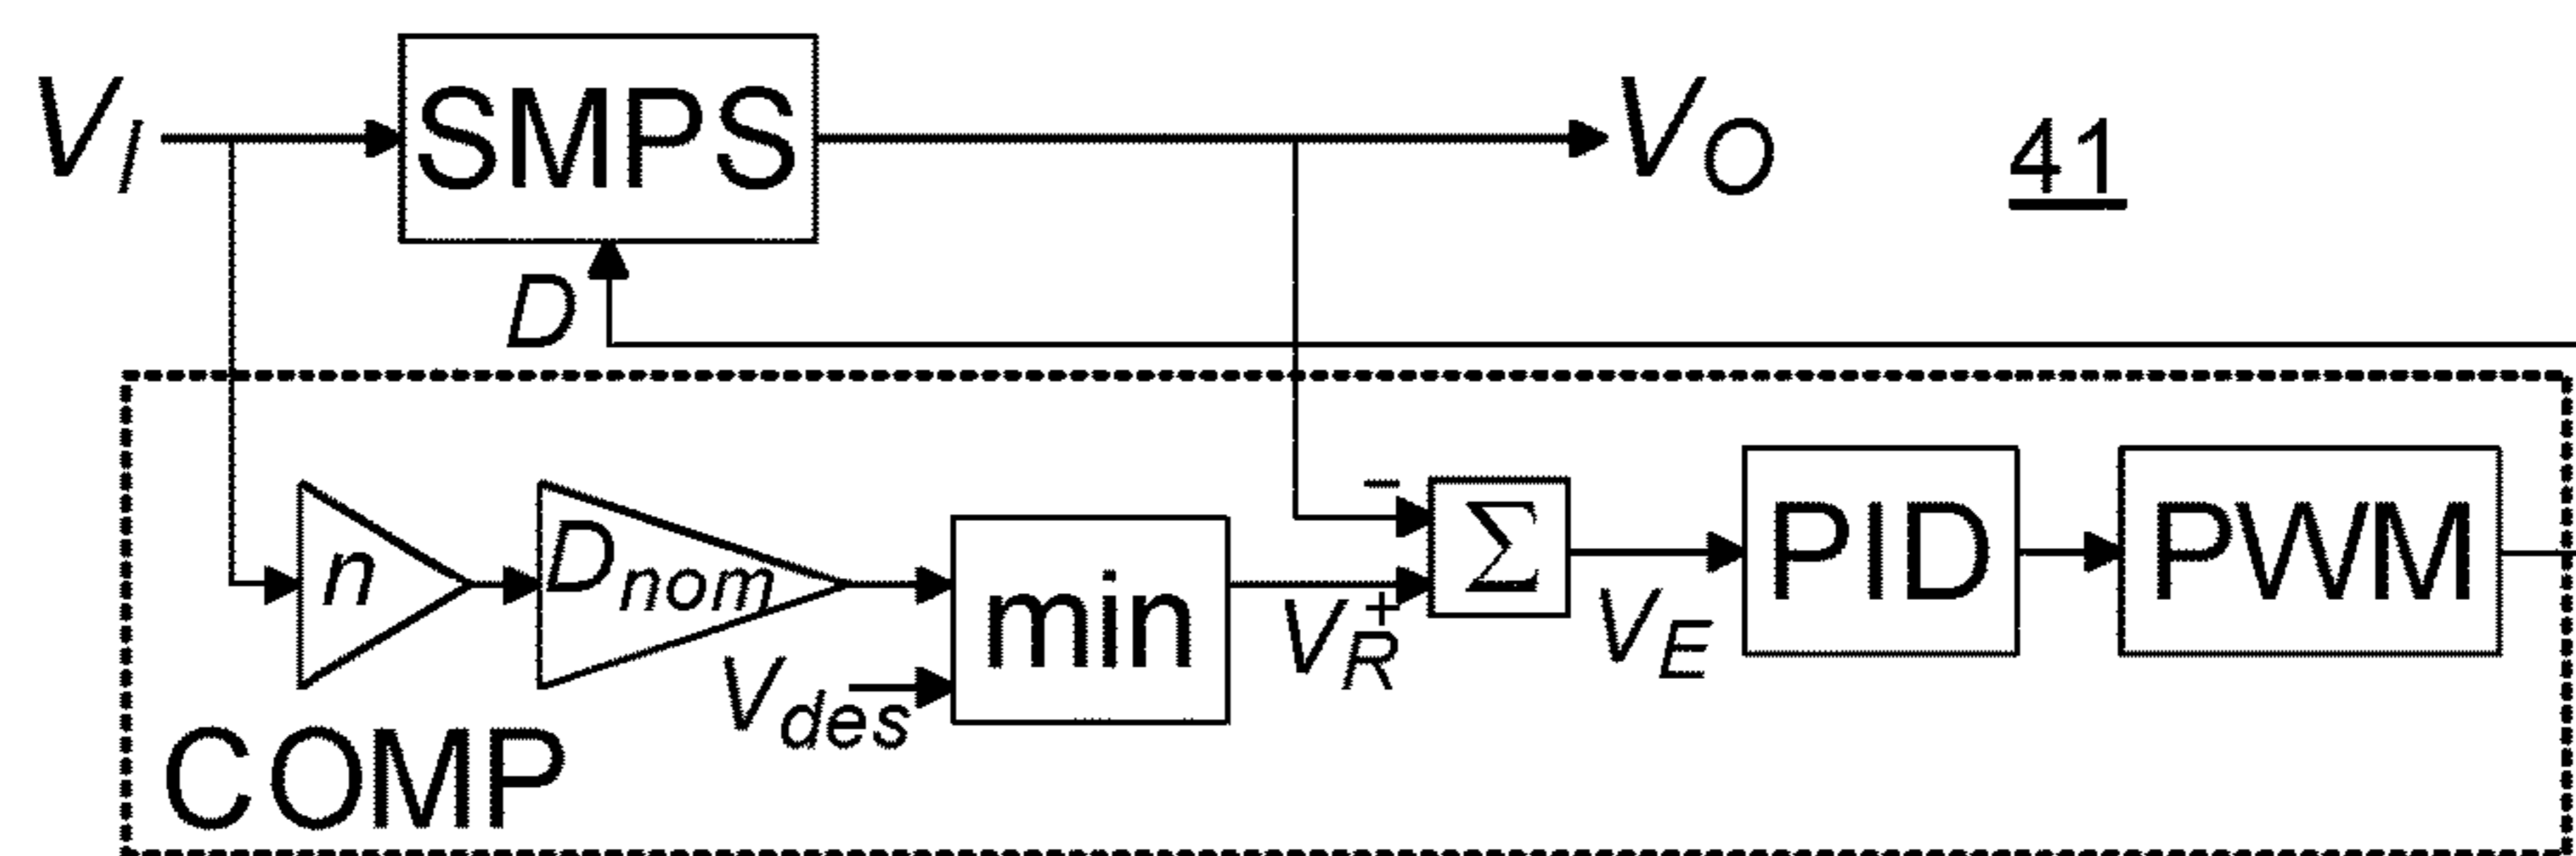 V_I
SMPS
V_O
41
D
n
D_nom
V_des
min
V_R
−
+
Σ
V_E
PID
PWM
COMP